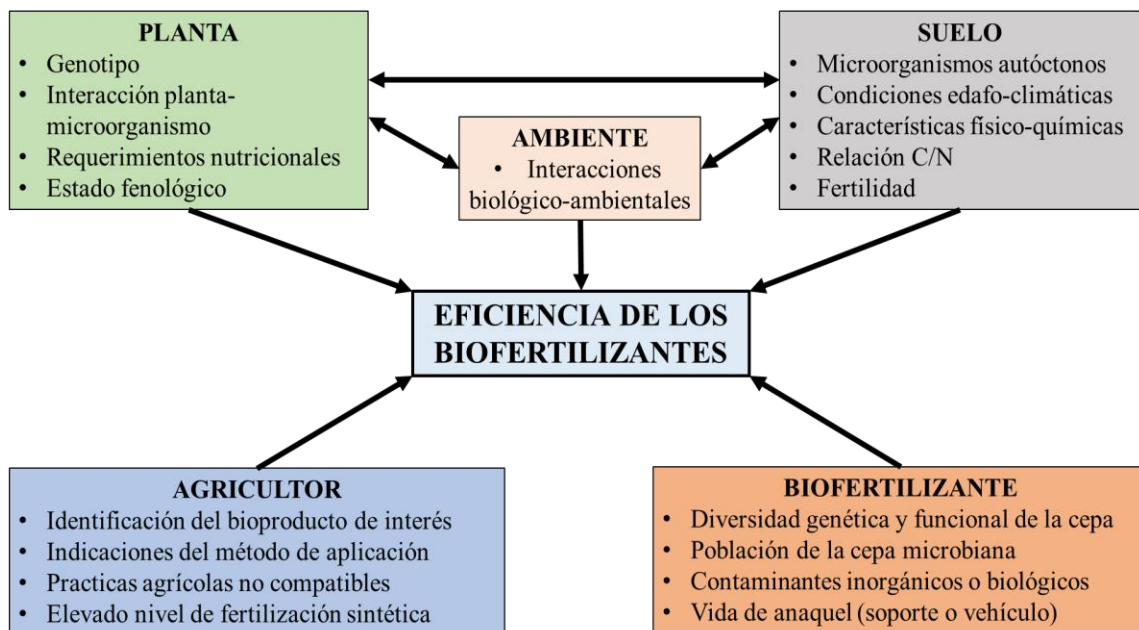 PLANTA
• Genotipo
• Interacción planta-
microorganismo
• Requerimientos nutricionales
• Estado fenológico
AMBIENTE
• Interacciones
biológico-ambientales
SUELO
• Microorganismos autóctonos
• Condiciones edafo-climáticas
• Características físico-químicas
• Relación C/N
• Fertilidad
EFICIENCIA DE LOS
BIOFERTILIZANTES
AGRICULTOR
• Identificación del bioproducto de interés
• Indicaciones del método de aplicación
• Practicas agrícolas no compatibles
• Elevado nivel de fertilización sintética
BIOFERTILIZANTE
• Diversidad genética y funcional de la cepa
• Población de la cepa microbiana
• Contaminantes inorgánicos o biológicos
• Vida de anaquel (soporte o vehículo)